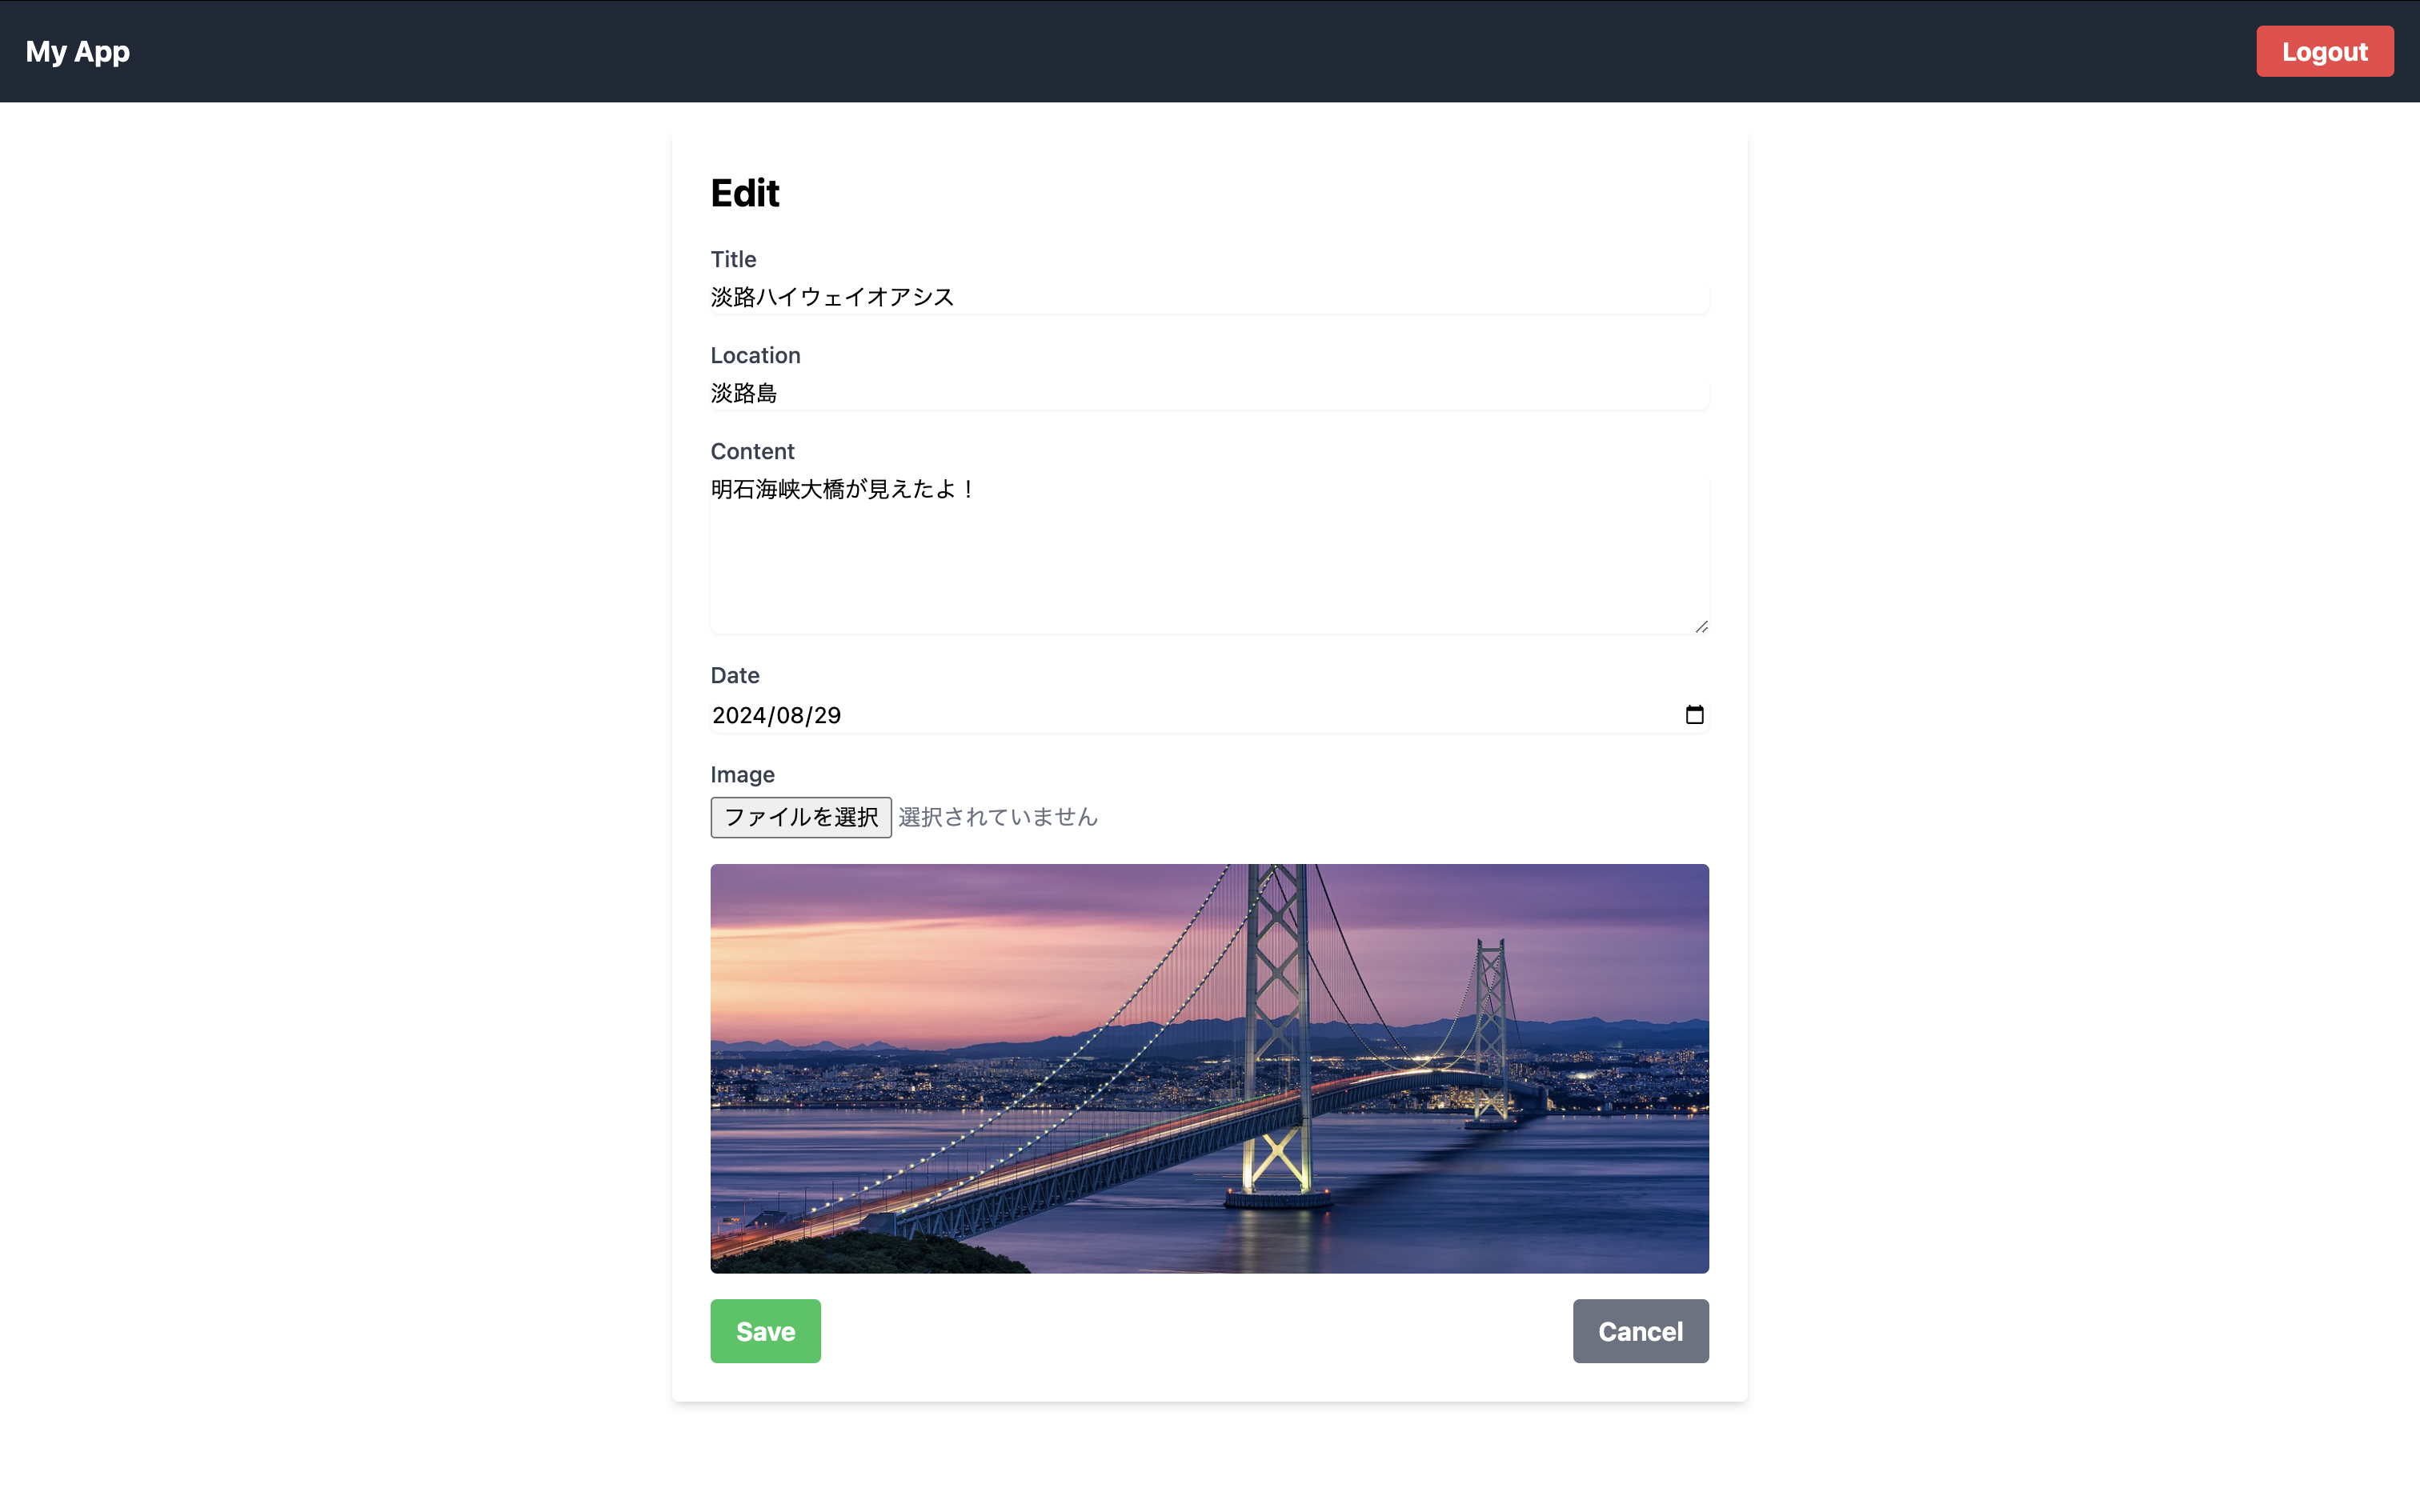 My App
Logout
Edit
Title
淡路ハイウェイオアシス
Location
淡路島
Content
明石海峡大橋が見えたよ！
Date
2024/08/29
Image
ファイルを選択 選択されていません
Save
Cancel